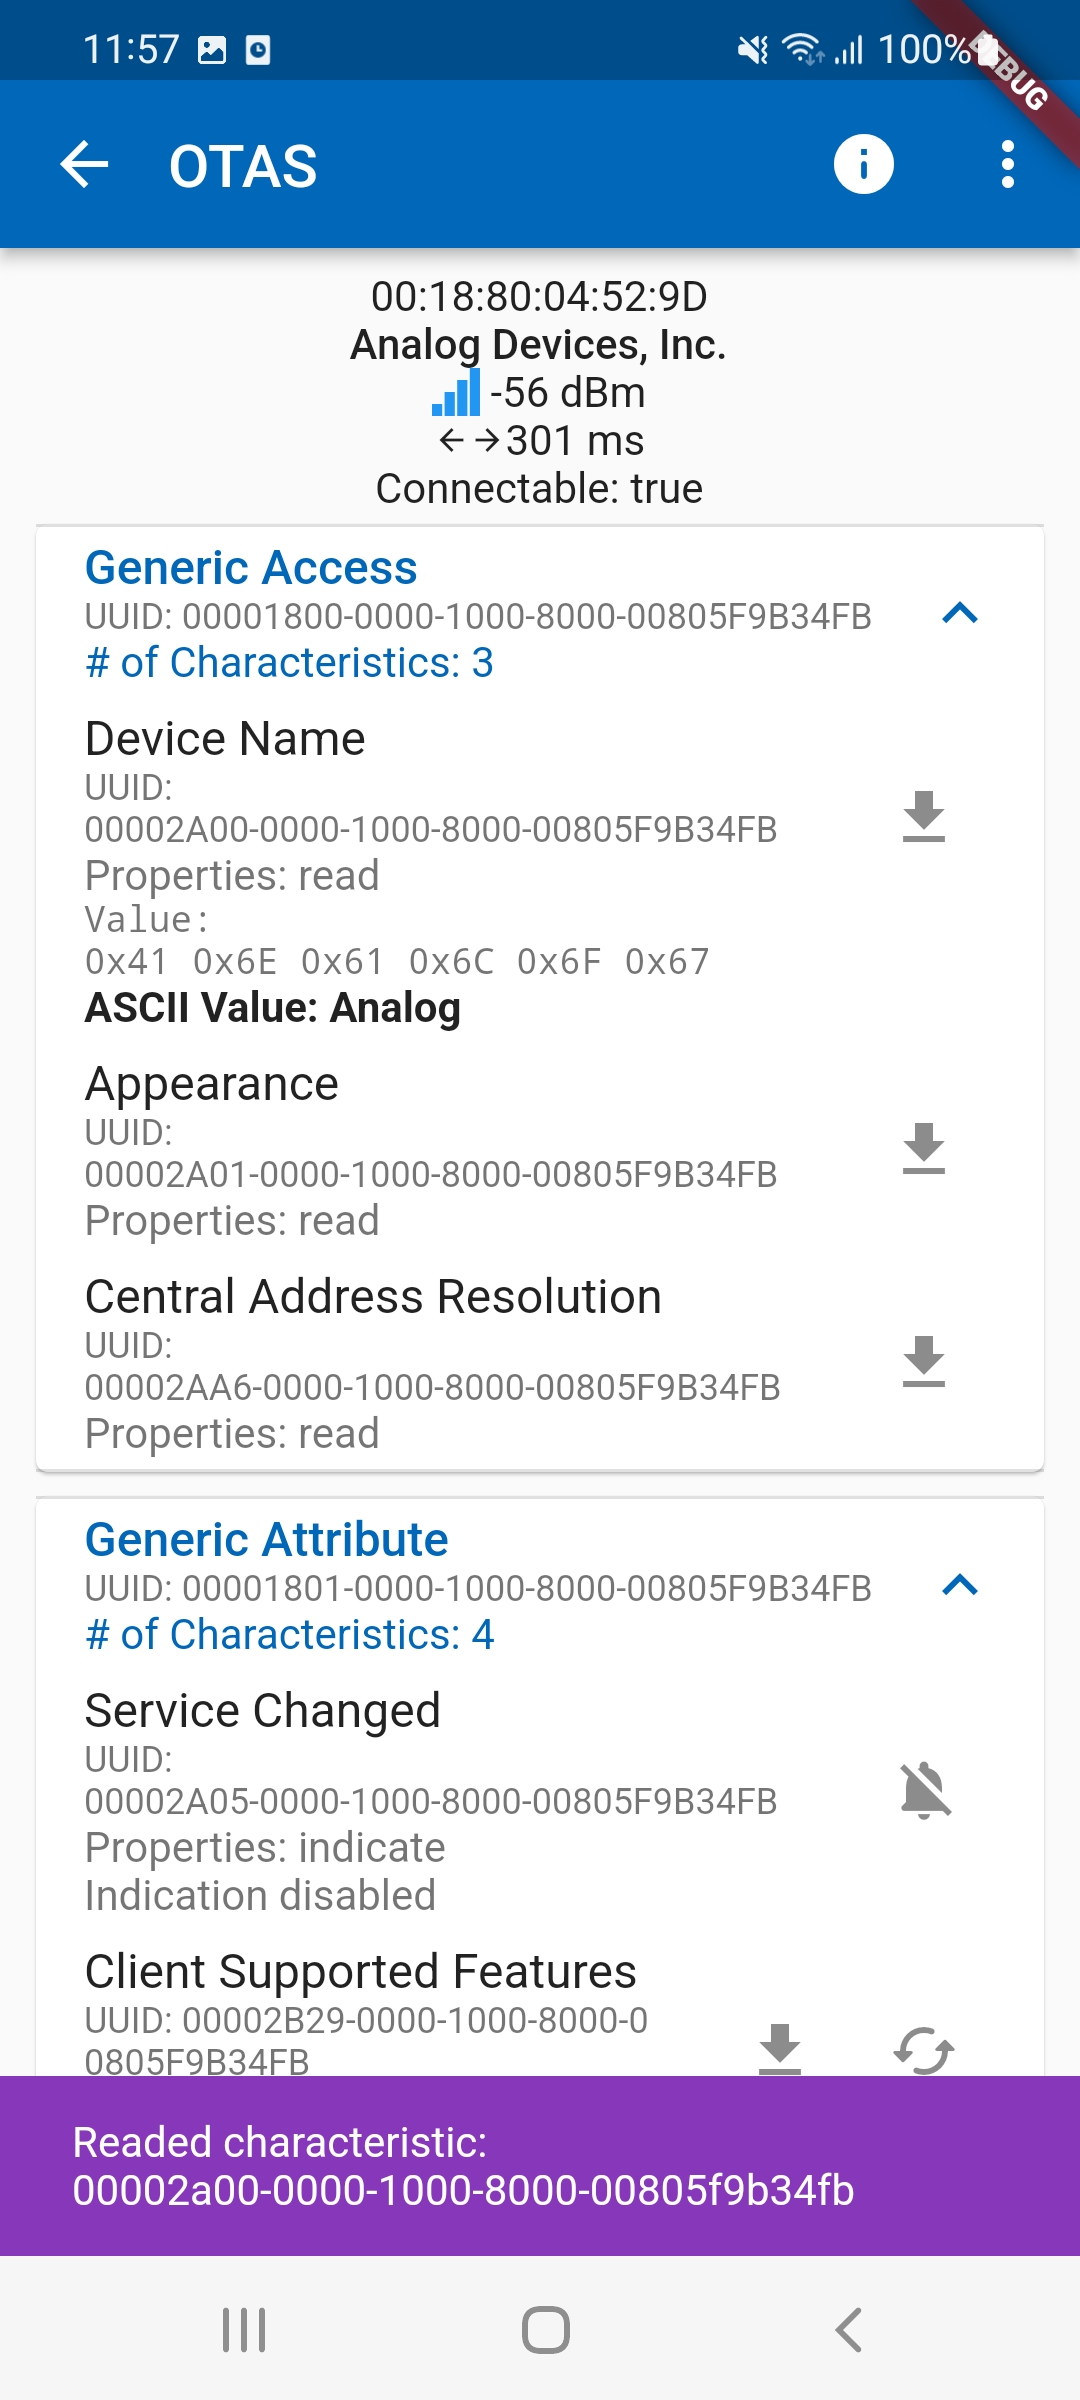 11:57 100%
DEBUG
OTAS
00:18:80:04:52:9D
Analog Devices, Inc.
-56 dBm
301 ms
Connectable: true
Generic Access
UUID: 00001800-0000-1000-8000-00805F9B34FB
# of Characteristics: 3
Device Name
UUID:
00002A00-0000-1000-8000-00805F9B34FB
Properties: read
Value:
0x41 0x6E 0x61 0x6C 0x6F 0x67
ASCII Value: Analog
Appearance
UUID:
00002A01-0000-1000-8000-00805F9B34FB
Properties: read
Central Address Resolution
UUID:
00002AA6-0000-1000-8000-00805F9B34FB
Properties: read
Generic Attribute
UUID: 00001801-0000-1000-8000-00805F9B34FB
# of Characteristics: 4
Service Changed
UUID:
00002A05-0000-1000-8000-00805F9B34FB
Properties: indicate
Indication disabled
Client Supported Features
UUID: 00002B29-0000-1000-8000-0
0805F9B34FB
Readed characteristic:
00002a00-0000-1000-8000-00805f9b34fb